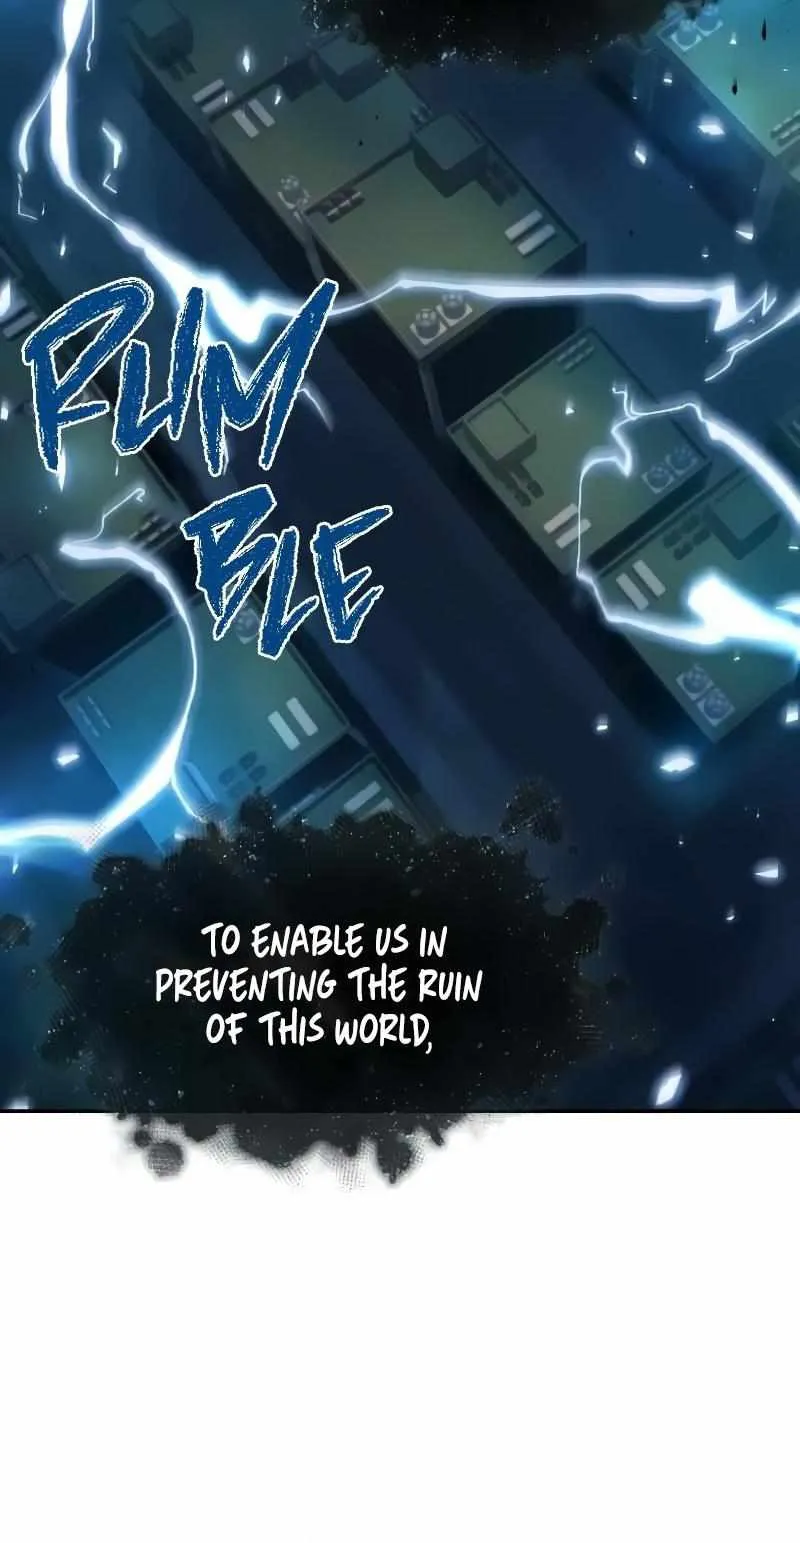 RUM
BLE
TO ENABLE US IN
PREVENTING THE RUIN
OF THIS WORLD,